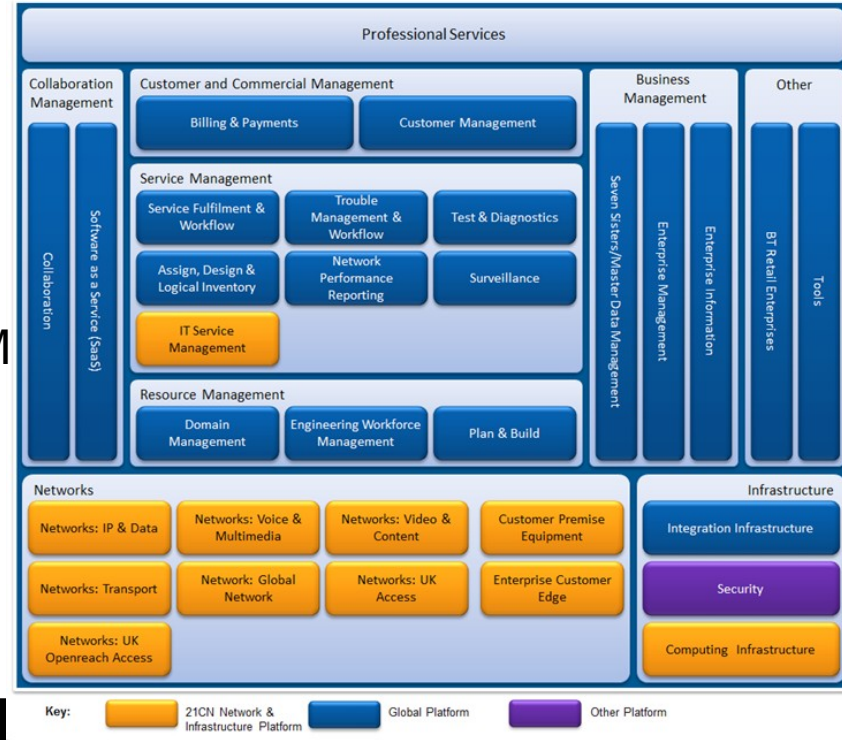 Professional Services
Collaboration
Management
Collaboration
Software as a Service (SaaS)
Customer and Commercial Management
Billing & Payments
Customer Management
Service Management
Service Fulfilment &
Workflow
Trouble
Management &
Workflow
Test & Diagnostics
Assign, Design &
Logical Inventory
Network
Performance
Reporting
Surveillance
IT Service
Management
Resource Management
Domain
Management
Engineering Workforce
Management
Plan & Build
Business
Management
Seven Sisters/Master Data Management
Enterprise Management
Enterprise Information
Other
BT Retail Enterprises
Tools
M
Networks
Networks: IP & Data
Networks: Voice &
Multimedia
Networks: Video &
Content
Customer Premise
Equipment
Networks: Transport
Network: Global
Network
Networks: UK
Access
Enterprise Customer
Edge
Networks: UK
Openreach Access
Infrastructure
Integration Infrastructure
Security
Computing Infrastructure
Key:
21CN Network &
Infrastructure Platform
Global Platform
Other Platform